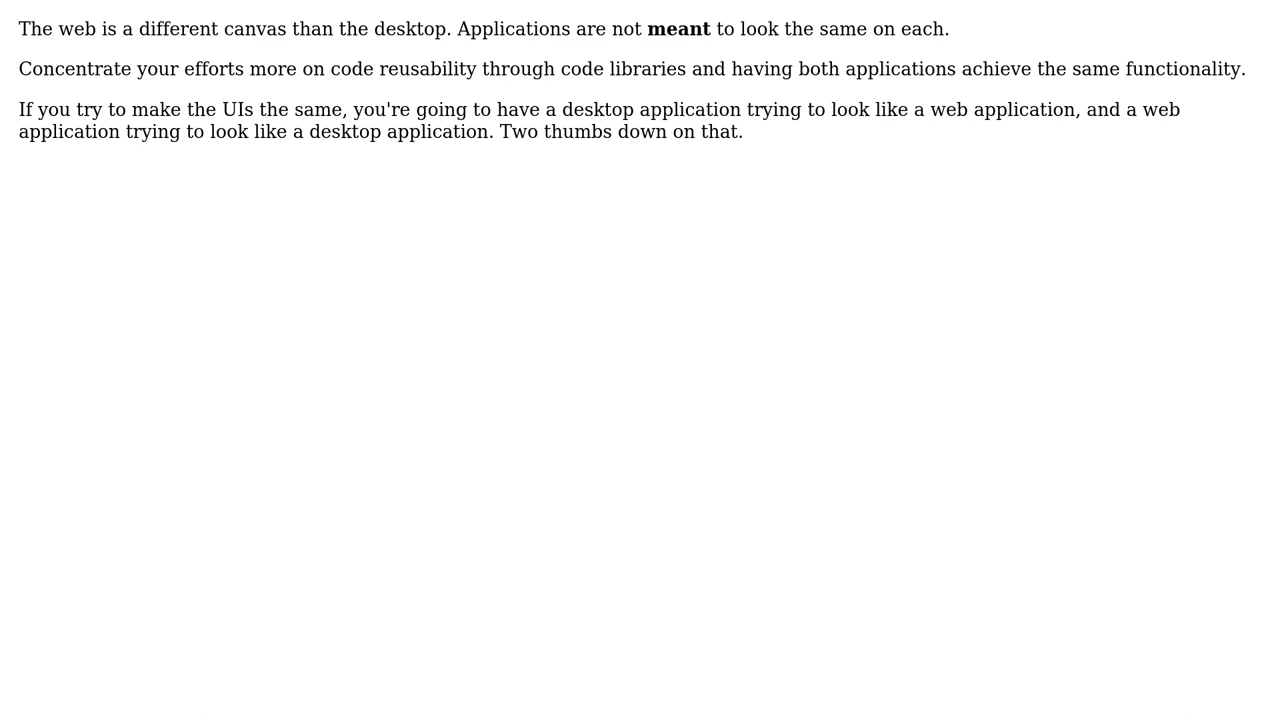 The web is a different canvas than the desktop. Applications are not meant to look the same on each.
Concentrate your efforts more on code reusability through code libraries and having both applications achieve the same functionality.
If you try to make the UIs the same, you're going to have a desktop application trying to look like a web application, and a web
application trying to look like a desktop application. Two thumbs down on that.